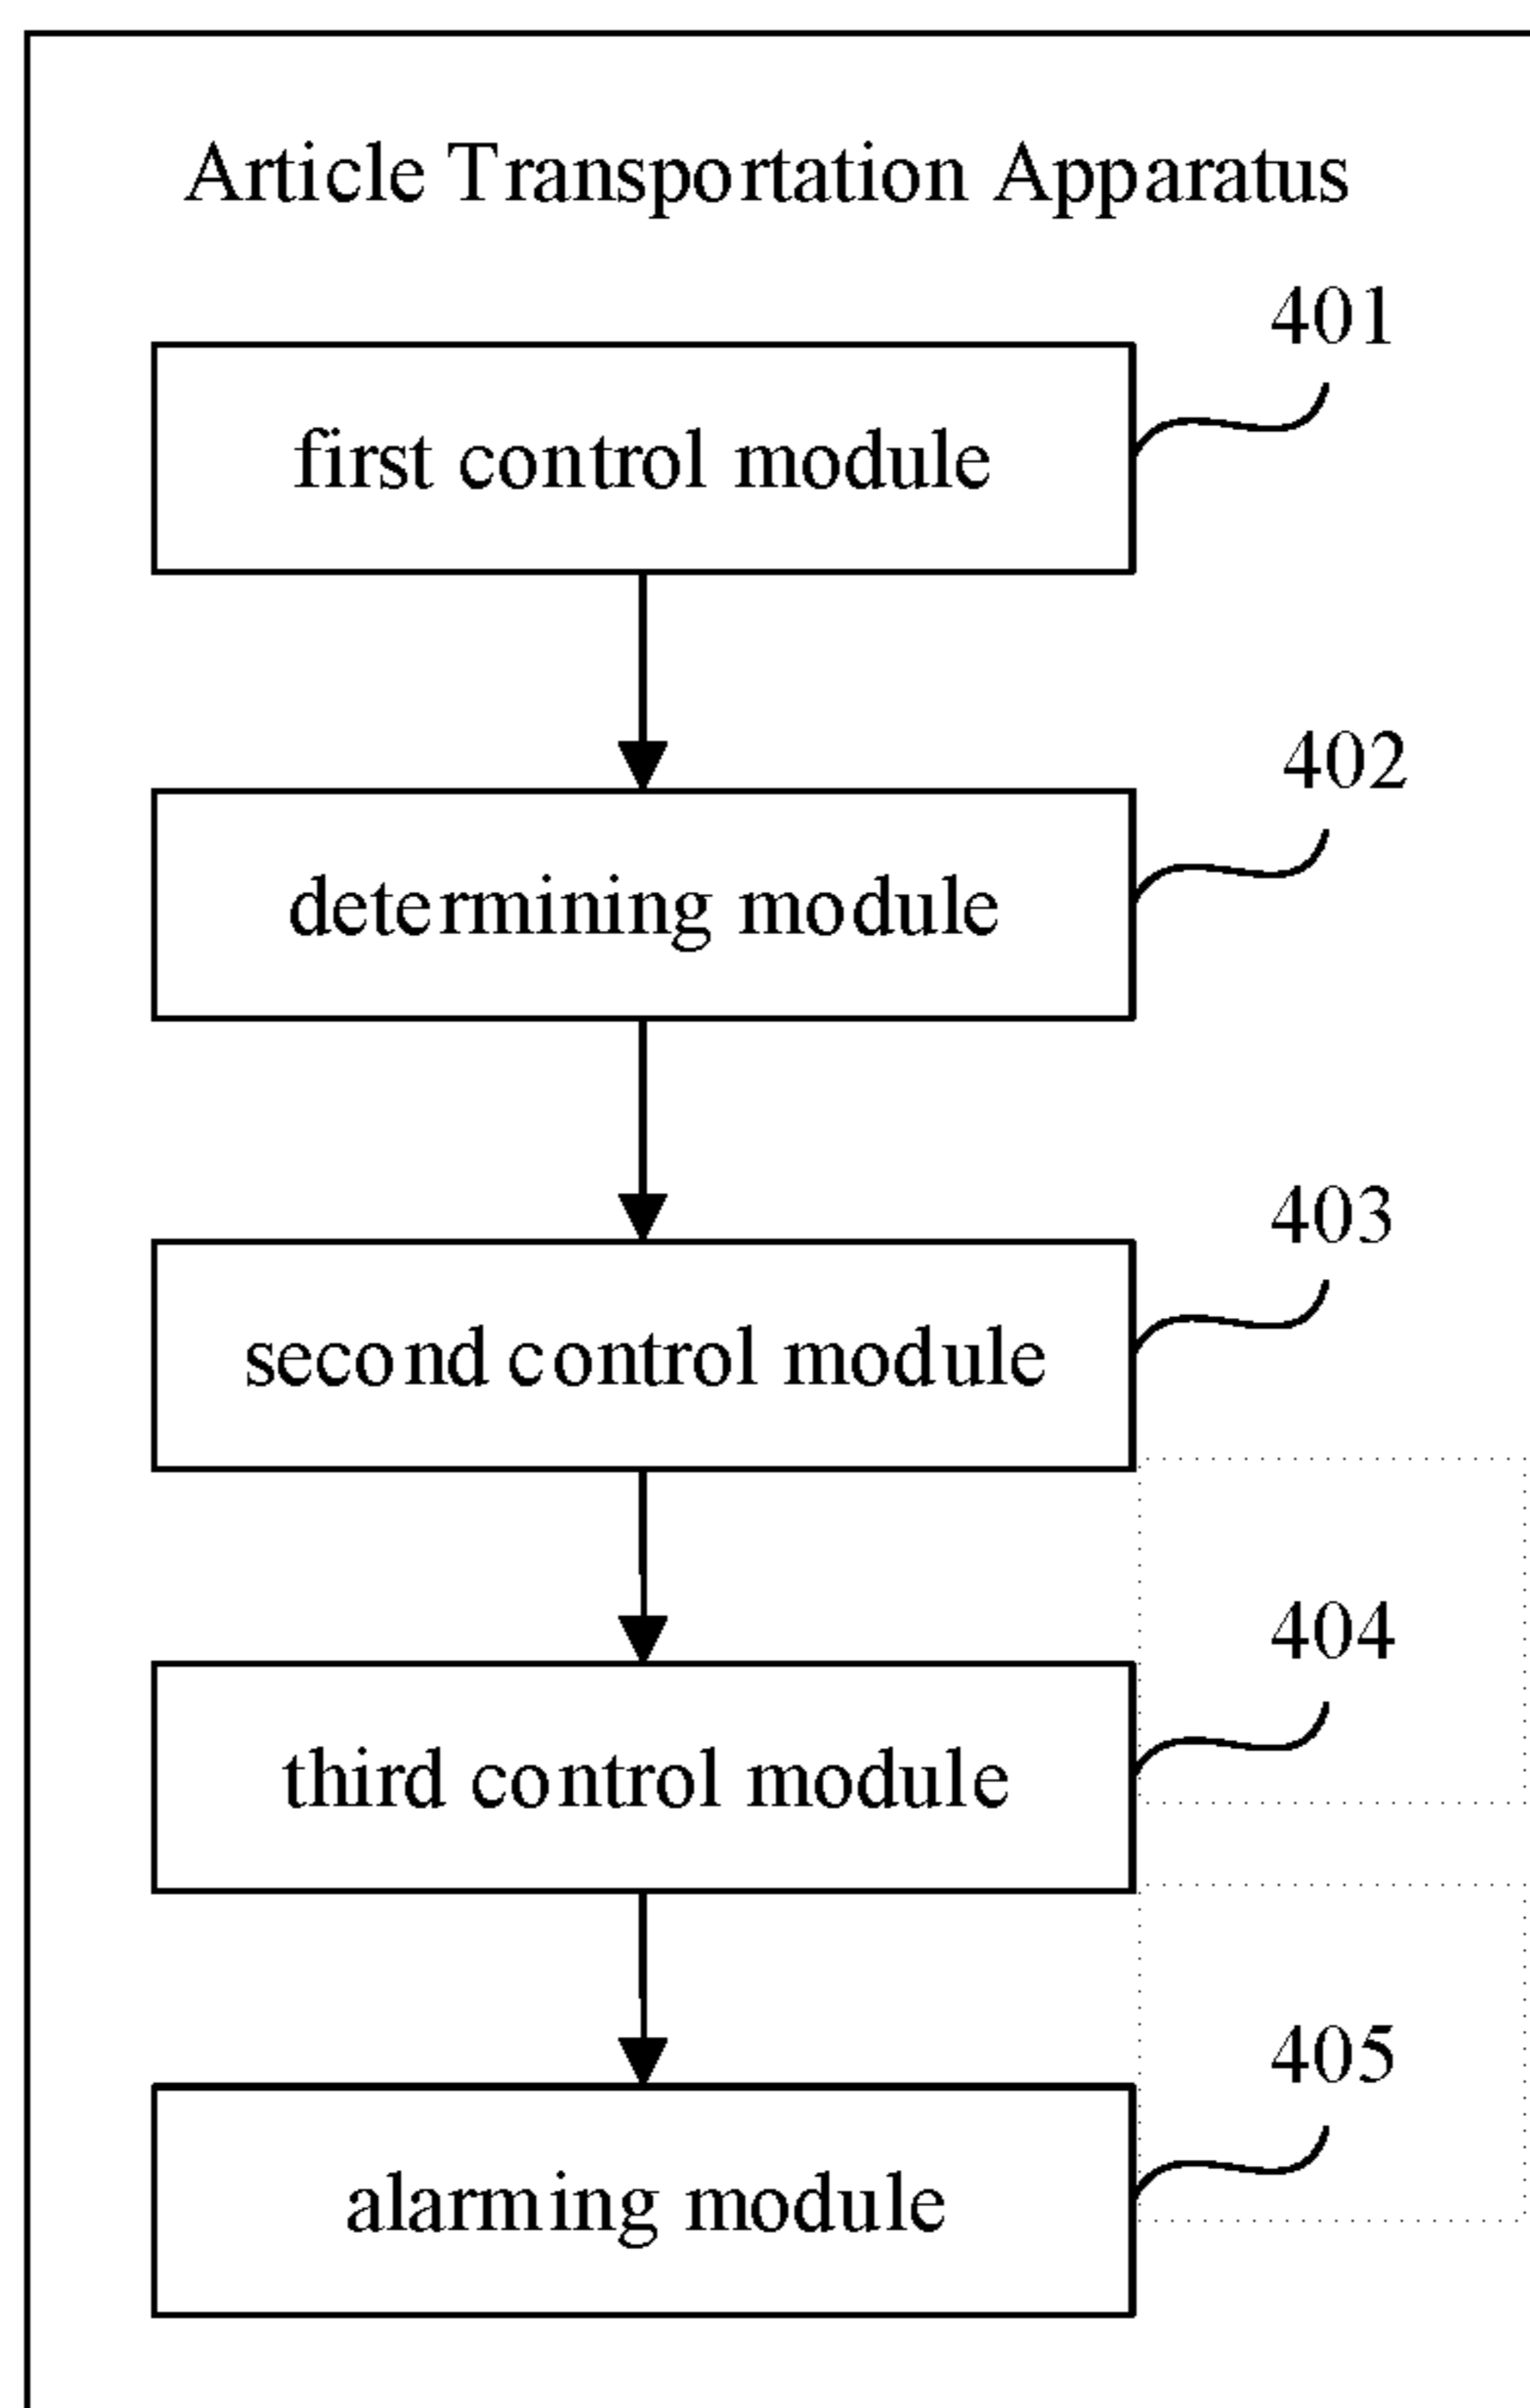 Article Transportation Apparatus
401
first control module
402
determining module
403
second control module
404
third control module
405
alarming module